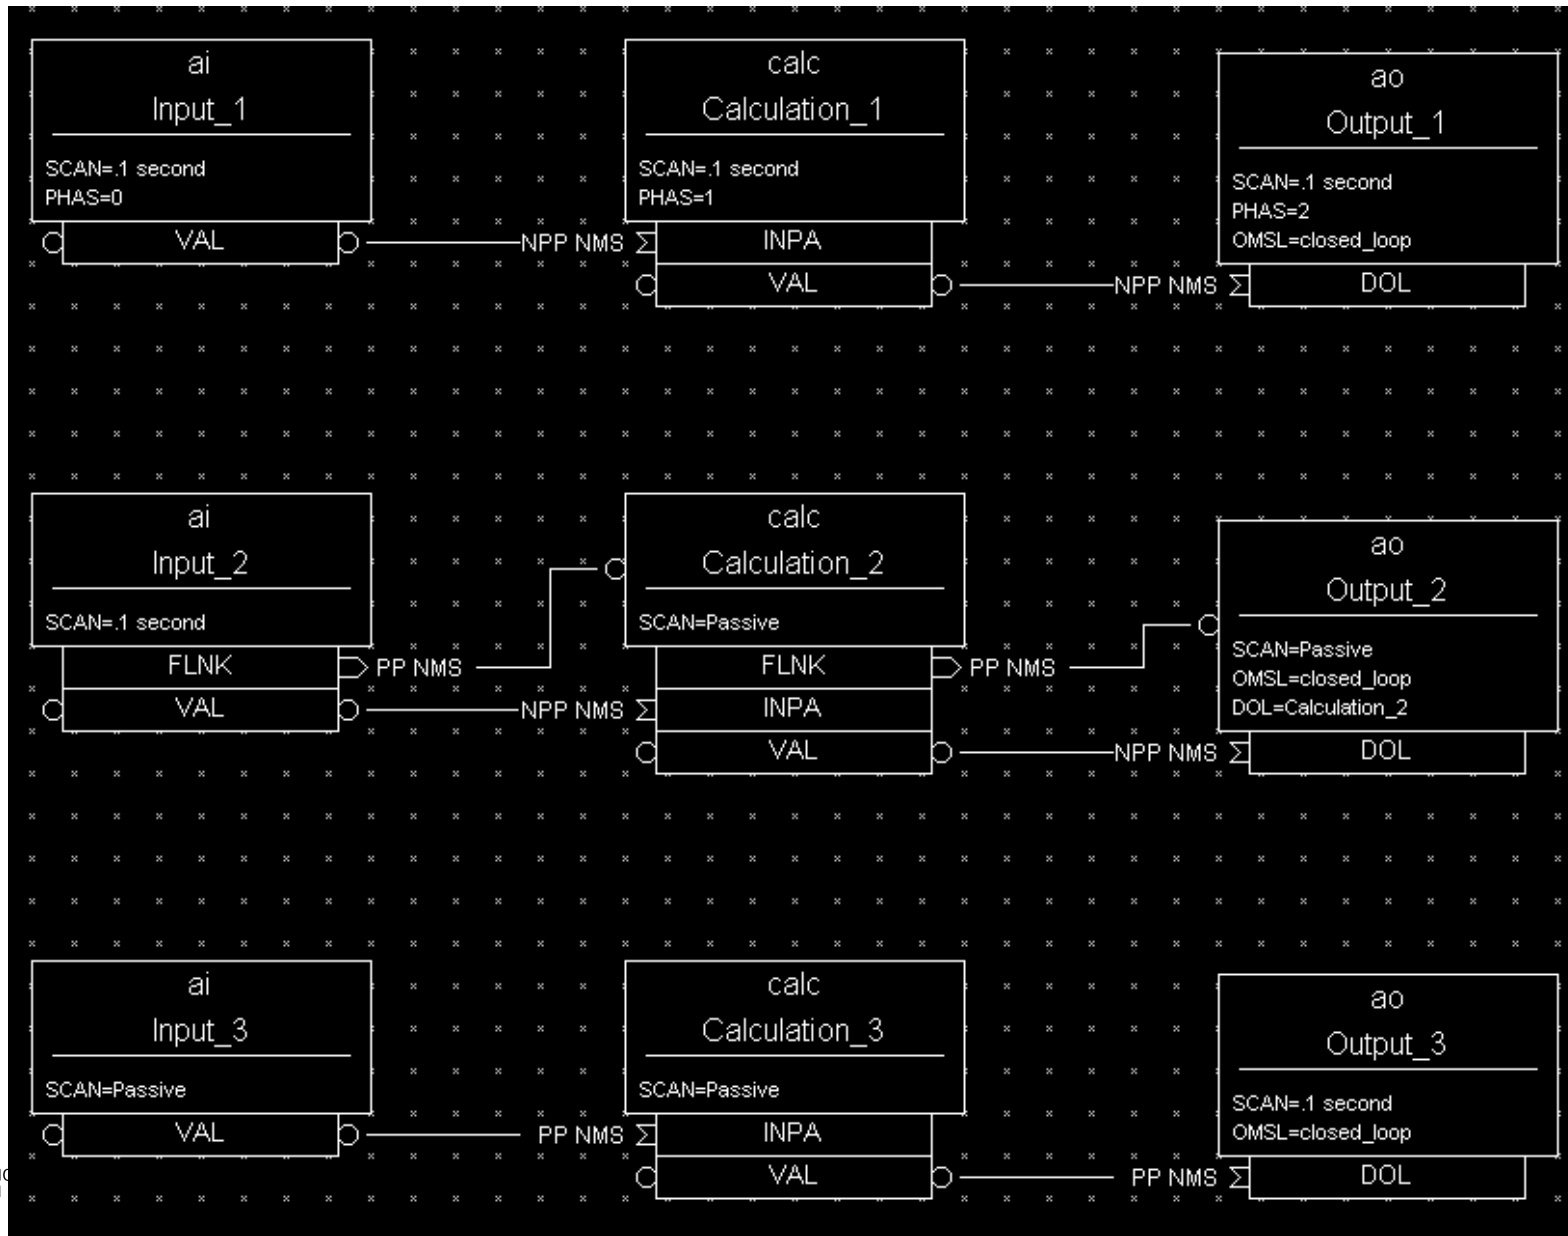 ai
Input_1
SCAN=.1 second
PHAS=0
VAL
calc
Calculation_1
SCAN=.1 second
PHAS=1
NPP NMS
INPA
VAL
ao
Output_1
SCAN=.1 second
PHAS=2
OMSL=closed_loop
NPP NMS
DOL
ai
Input_2
SCAN=.1 second
FLNK
PP NMS
VAL
calc
Calculation_2
SCAN=Passive
FLNK
PP NMS
NPP NMS
INPA
VAL
ao
Output_2
SCAN=Passive
OMSL=closed_loop
DOL=Calculation_2
NPP NMS
DOL
ai
Input_3
SCAN=Passive
VAL
calc
Calculation_3
SCAN=Passive
PP NMS
INPA
VAL
ao
Output_3
SCAN=.1 second
OMSL=closed_loop
PP NMS
DOL